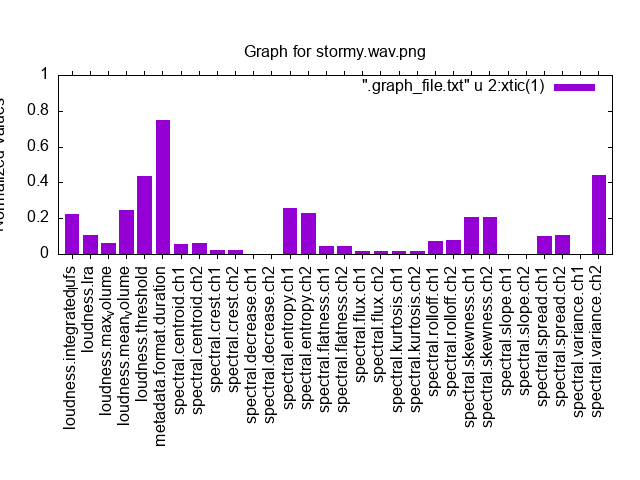 Graph for stormy.wav.png
Normalized Values
1
0.8
0.6
0.4
0.2
0
".graph_file.txt" u 2:xtic(1)
loudness.integratedlufs
loudness.lra
loudness.maxvolume
loudness.meanvolume
loudness.threshold
metadata.format.duration
spectral.centroid.ch1
spectral.centroid.ch2
spectral.crest.ch1
spectral.crest.ch2
spectral.decrease.ch1
spectral.decrease.ch2
spectral.entropy.ch1
spectral.entropy.ch2
spectral.flatness.ch1
spectral.flatness.ch2
spectral.flux.ch1
spectral.flux.ch2
spectral.kurtosis.ch1
spectral.kurtosis.ch2
spectral.rolloff.ch1
spectral.rolloff.ch2
spectral.skewness.ch1
spectral.skewness.ch2
spectral.slope.ch1
spectral.slope.ch2
spectral.spread.ch1
spectral.spread.ch2
spectral.variance.ch1
spectral.variance.ch2